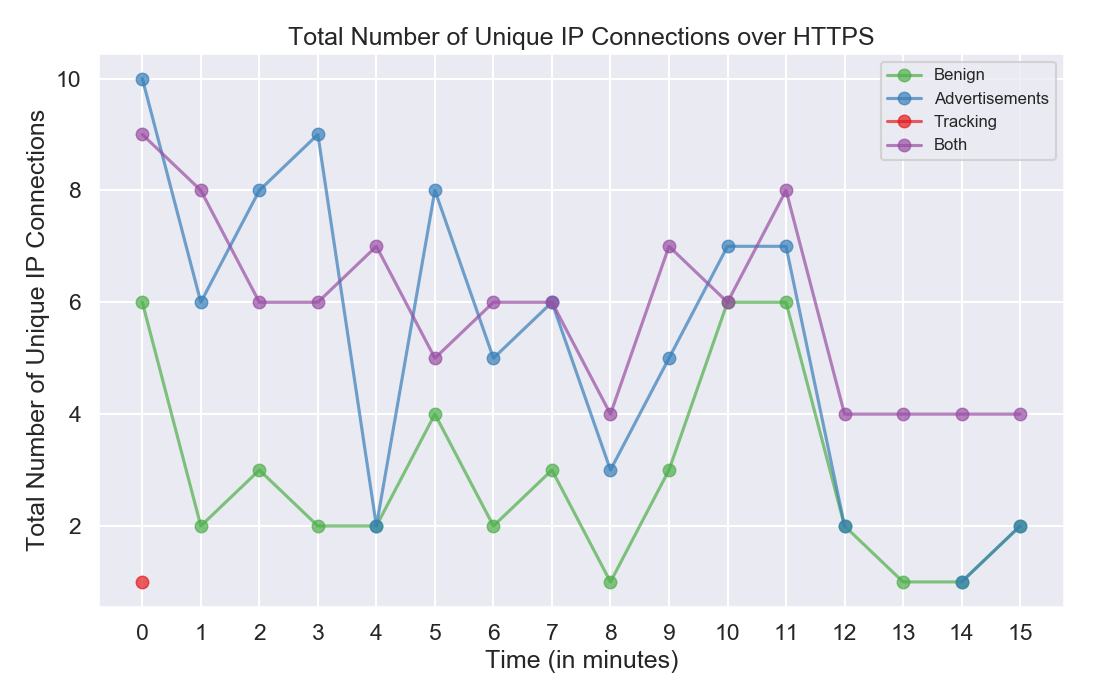 Total Number of Unique IP Connections over HTTPS
Total Number of Unique IP Connections
10
8
6
4
2
Benign
Advertisements
Tracking
Both
0 1 2 3 4 5 6 7 8 9 10 11 12 13 14 15
Time (in minutes)